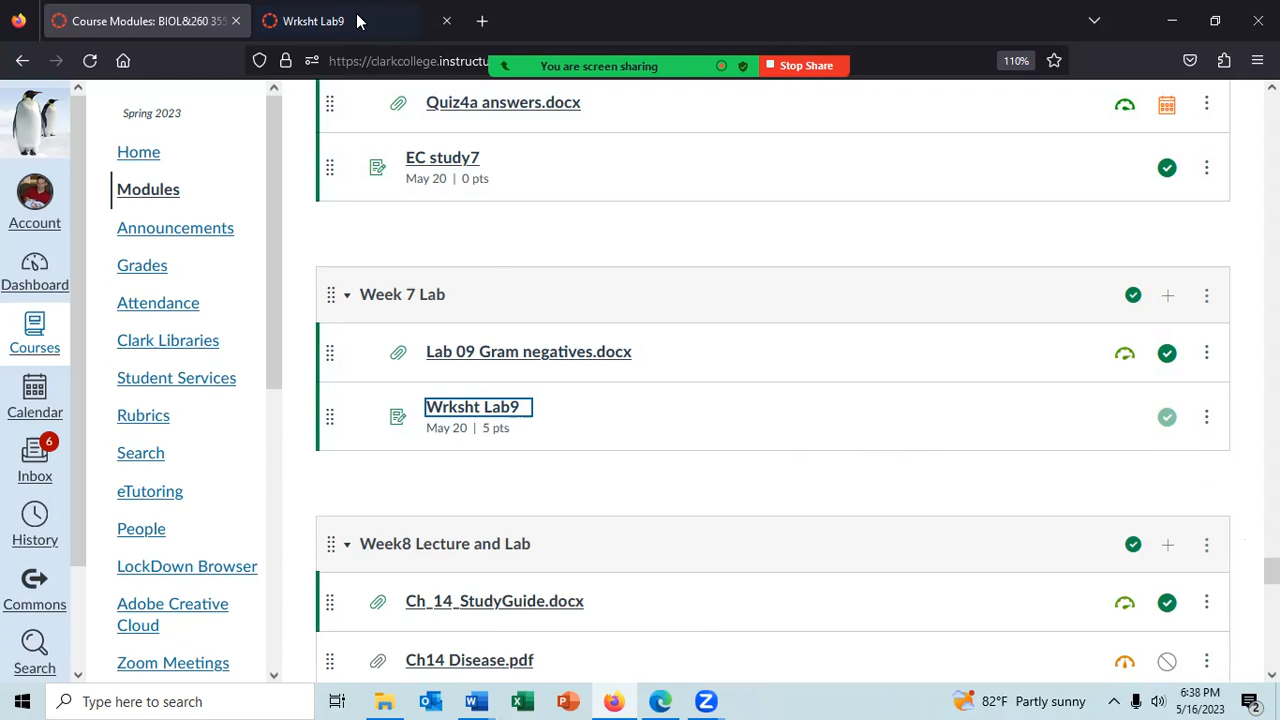 Course Modules: BIOL&260 355
Wrksht Lab9
https://clarkcollege.instructu
You are screen sharing
Stop Share
110%
Spring 2023
Home
Modules
Announcements
Grades
Attendance
Clark Libraries
Student Services
Rubrics
Search
eTutoring
People
LockDown Browser
Adobe Creative
Cloud
Zoom Meetings
Account
Dashboard
Courses
Calendar
6
Inbox
History
Commons
Search
Quiz4a answers.docx
EC study7
May 20 | 0 pts
Week 7 Lab
Lab 09 Gram negatives.docx
Wrksht Lab9
May 20 | 5 pts
Week8 Lecture and Lab
Ch_14_StudyGuide.docx
Ch14 Disease.pdf
Type here to search
82°F Partly sunny
6:38 PM
5/16/2023
2